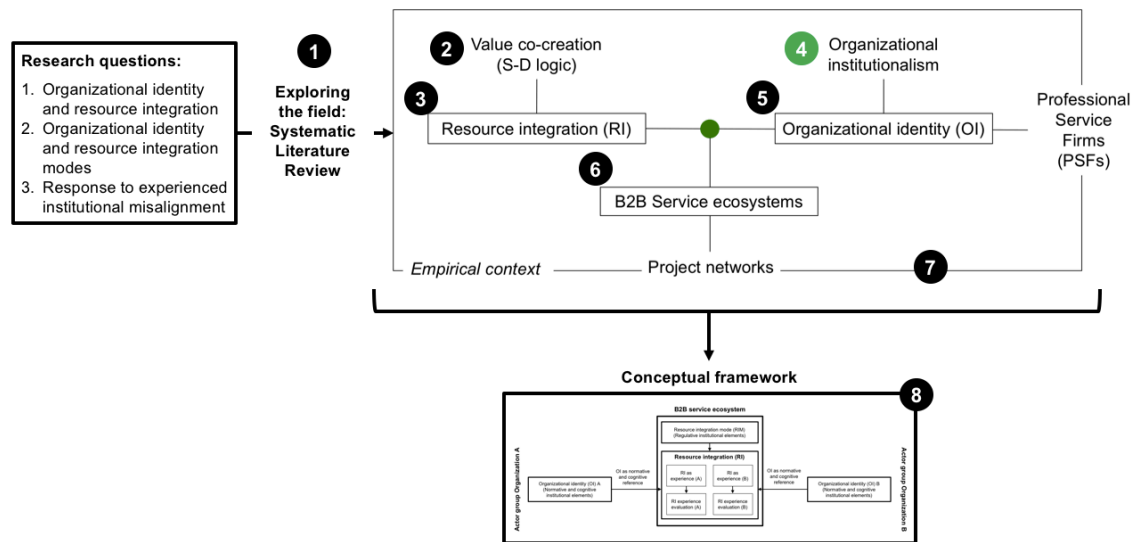 Research questions:
1. Organizational identity
and resource integration
2. Organizational identity
and resource integration
modes
3. Response to experienced
institutional misalignment
1
Exploring
the field:
Systematic
Literature
Review
2
Value co-creation
(S-D logic)
3
Resource integration (RI)
4
Organizational
institutionalism
5
Organizational identity (OI)
Professional
Service
Firms
(PSFs)
6
B2B Service ecosystems
Empirical context
Project networks
7
Conceptual framework
8
B2B service ecosystem
Resource integration mode (RIM)
(Regulative institutional elements)
Resource integration (RI)
Actor group Organization A
Organizational identity (OI) A
(Normative and cognitive
institutional elements)
OI as normative
and cognitive
reference
RI as
experience (A)
RI as
experience (B)
RI experience
evaluation (A)
RI experience
evaluation (B)
OI as normative
and cognitive
reference
Organizational identity (OI) B
(Normative and cognitive
institutional elements)
Actor group Organization B